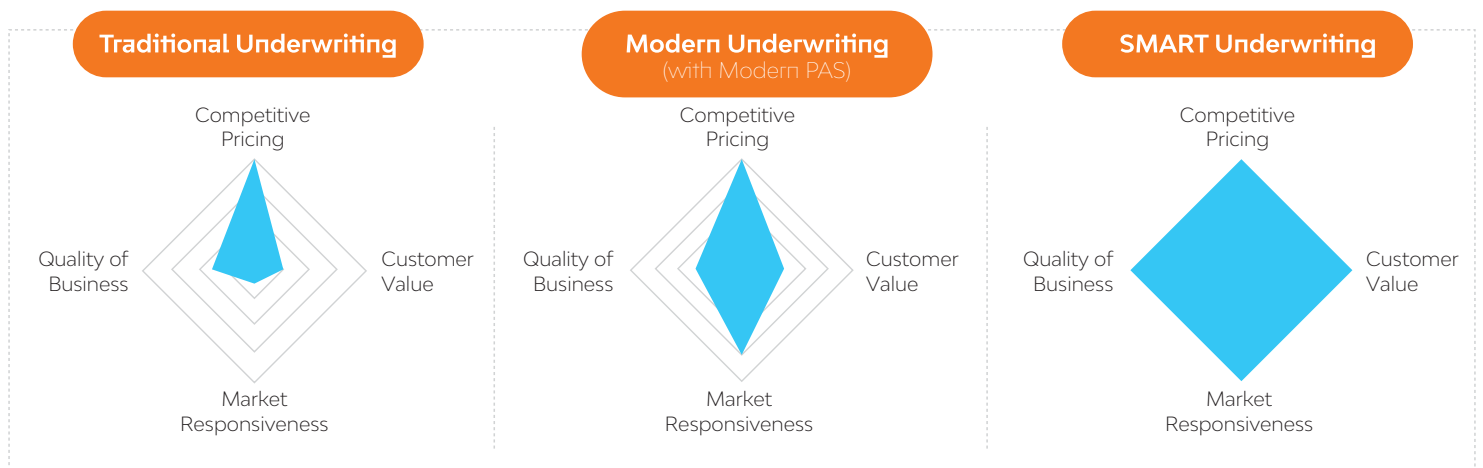 Traditional Underwriting
Competitive
Pricing
Quality of
Business
Customer
Value
Market
Responsiveness
Modern Underwriting
(with Modern PAS)
Competitive
Pricing
Quality of
Business
Customer
Value
Market
Responsiveness
SMART Underwriting
Competitive
Pricing
Quality of
Business
Customer
Value
Market
Responsiveness